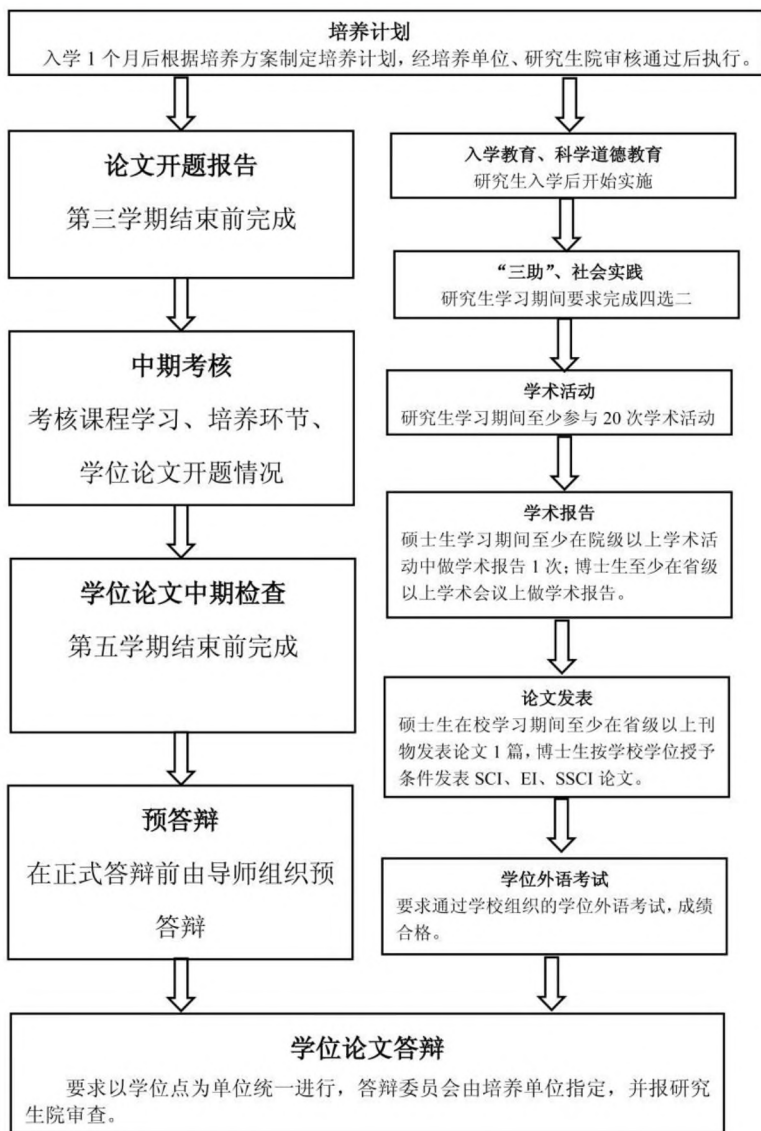 培养计划
入学 1 个月后根据培养方案制定培养计划，经培养单位、研究生院审核通过后执行。
论文开题报告
第三学期结束前完成
中期考核
考核课程学习、培养环节、
学位论文开题情况
学位论文中期检查
第五学期结束前完成
预答辩
在正式答辩前由导师组织预
答辩
入学教育、科学道德教育
研究生入学后开始实施
“三助”、社会实践
研究生学习期间要求完成四选二
学术活动
研究生学习期间至少参与 20 次学术活动
学术报告
硕士生学习期间至少在院级以上学术活
动中做学术报告 1 次；博士生至少在省级
以上学术会议上做学术报告。
论文发表
硕士生在校学习期间至少在省级以上刊
物发表论文 1 篇，博士生按学校学位授予
条件发表 SCI、EI、SSCI 论文。
学位外语考试
要求通过学校组织的学位外语考试，成绩
合格。
学位论文答辩
要求以学位点为单位统一进行，答辩委员会由培养单位指定，并报研究
生院审查。